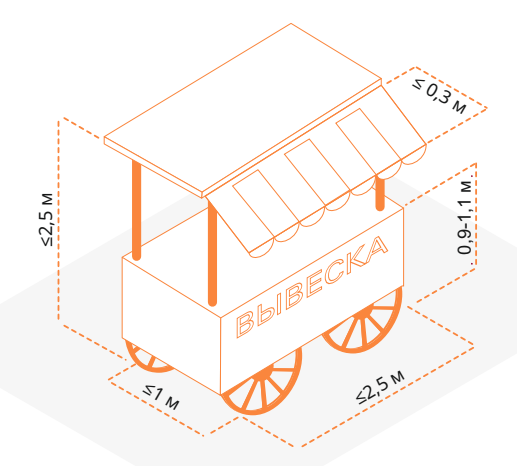 ≤ 0,3 м
≤2,5 м
0,9-1,1 м
ВЫВЕСКА
≤1 м
≤2,5 м